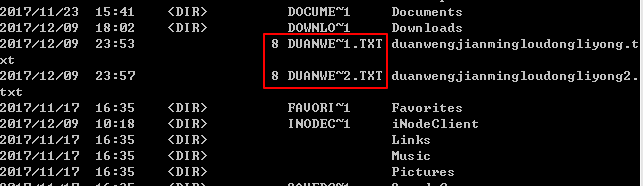 2017/11/23 15:41 <DIR> DOCUME~1 Documents
2017/12/09 18:02 <DIR> DOWNLO~1 Downloads
2017/12/09 23:53 8 DUANWE~1.TXT duanwengjianmingloudongliyong.t
xt
2017/12/09 23:57 8 DUANWE~2.TXT duanwengjianmingloudongliyong2.
txt
2017/11/17 16:35 <DIR> FAVORI~1 Favorites
2017/12/09 10:18 <DIR> INODEC~1 iNodeClient
2017/11/17 16:35 <DIR> Links
2017/11/17 16:35 <DIR> Music
2017/11/17 16:35 <DIR> Pictures